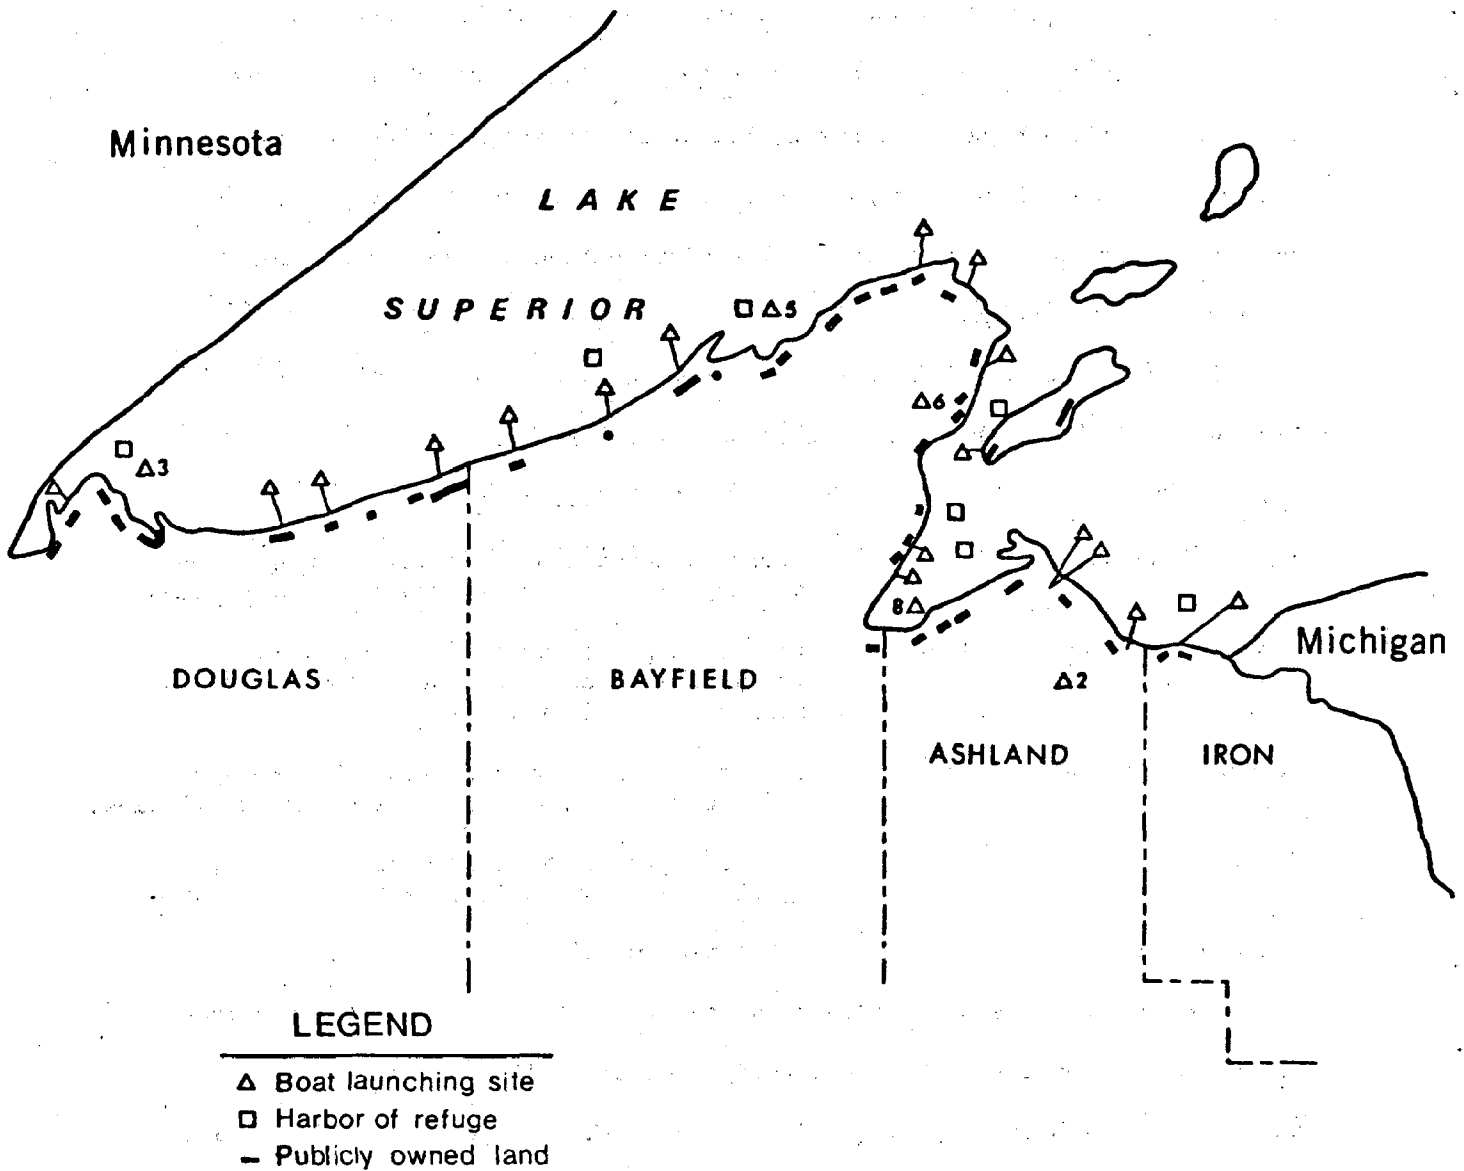 Minnesota
LAKE
SUPERIOR
5
6
3
8
2
Michigan
DOUGLAS
BAYFIELD
ASHLAND
IRON
LEGEND
Boat launching site
Harbor of refuge
Publicly owned land